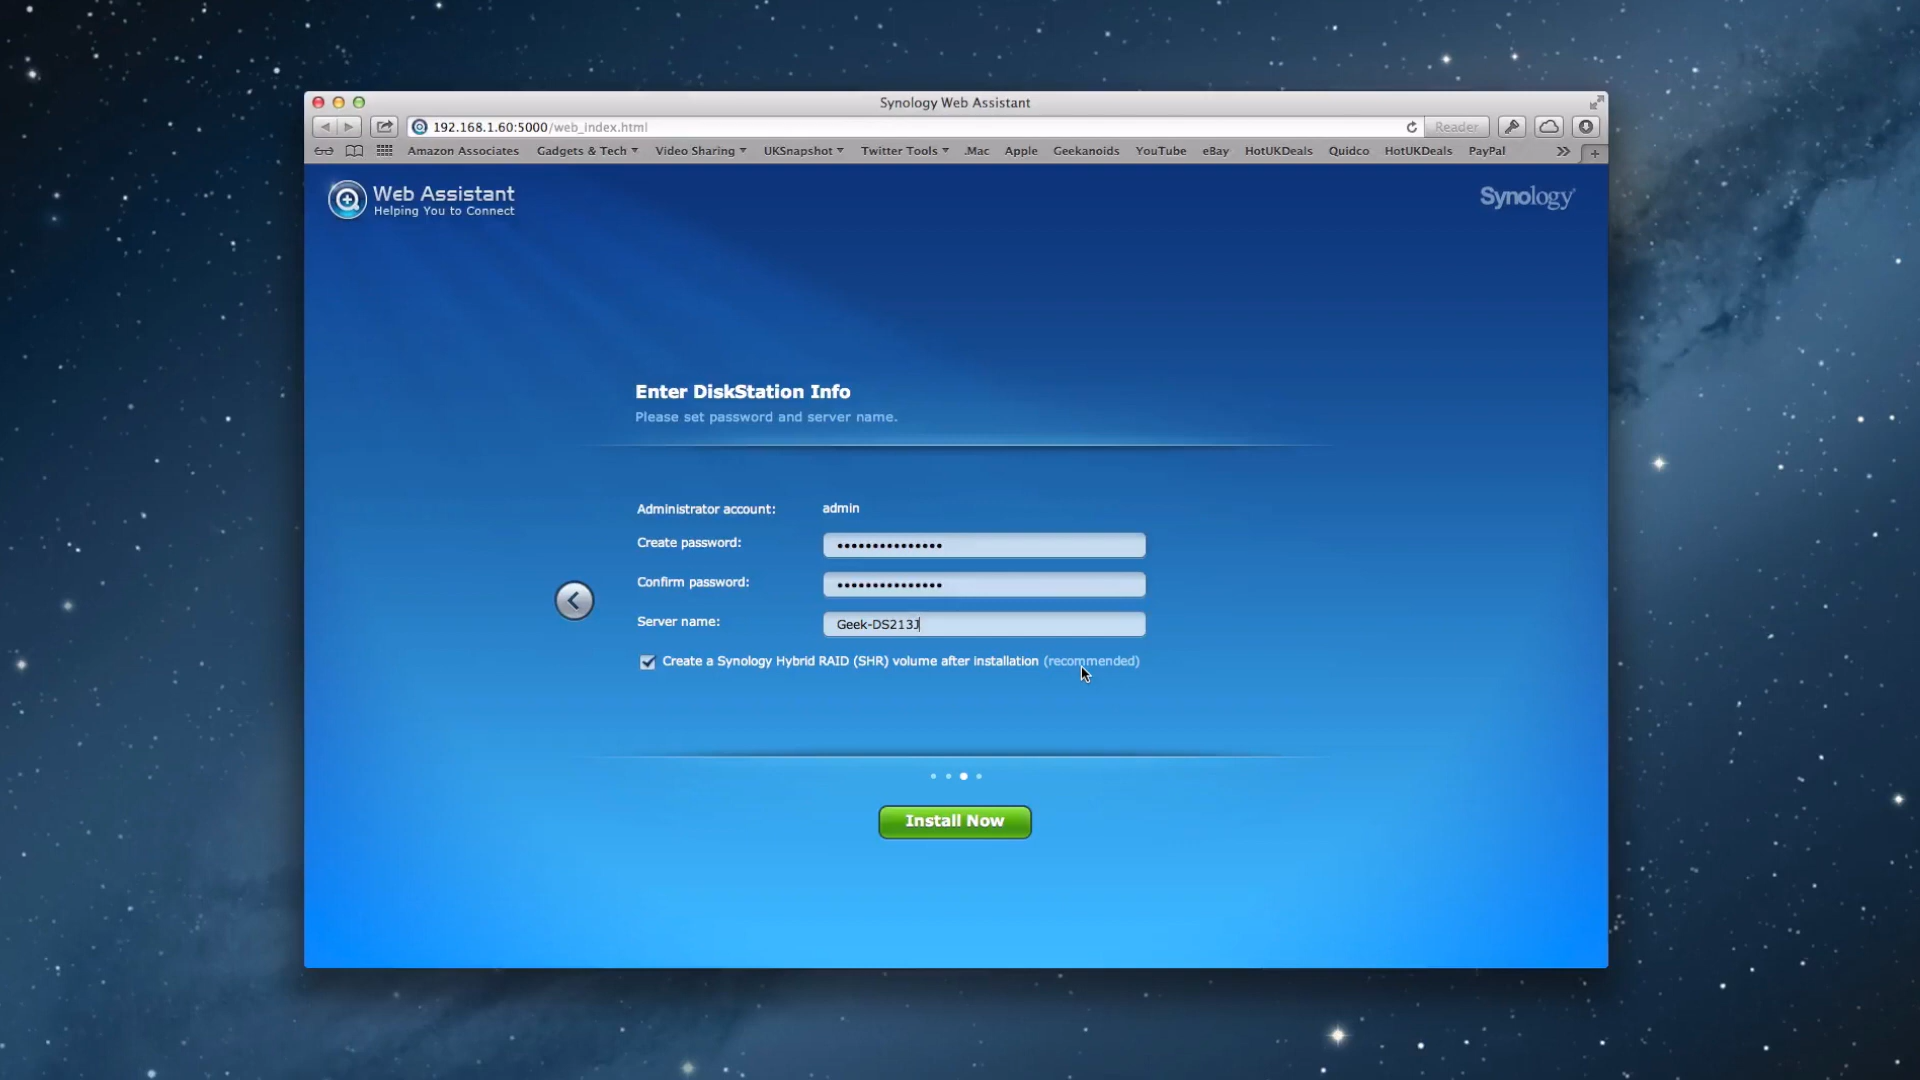 Synology Web Assistant
192.168.1.60:5000/web_index.html
Reader
Amazon Associates Gadgets & Tech Video Sharing UKSnapshot Twitter Tools .Mac Apple Geekanoids YouTube eBay HotUKDeals Quidco HotUKDeals PayPal
Web Assistant
Helping You to Connect
Synology
Enter DiskStation Info
Please set password and server name.
Administrator account: admin
Create password: •••••••••••••••
Confirm password: •••••••••••••••
Server name: Geek-DS213J
Create a Synology Hybrid RAID (SHR) volume after installation (recommended)
Install Now